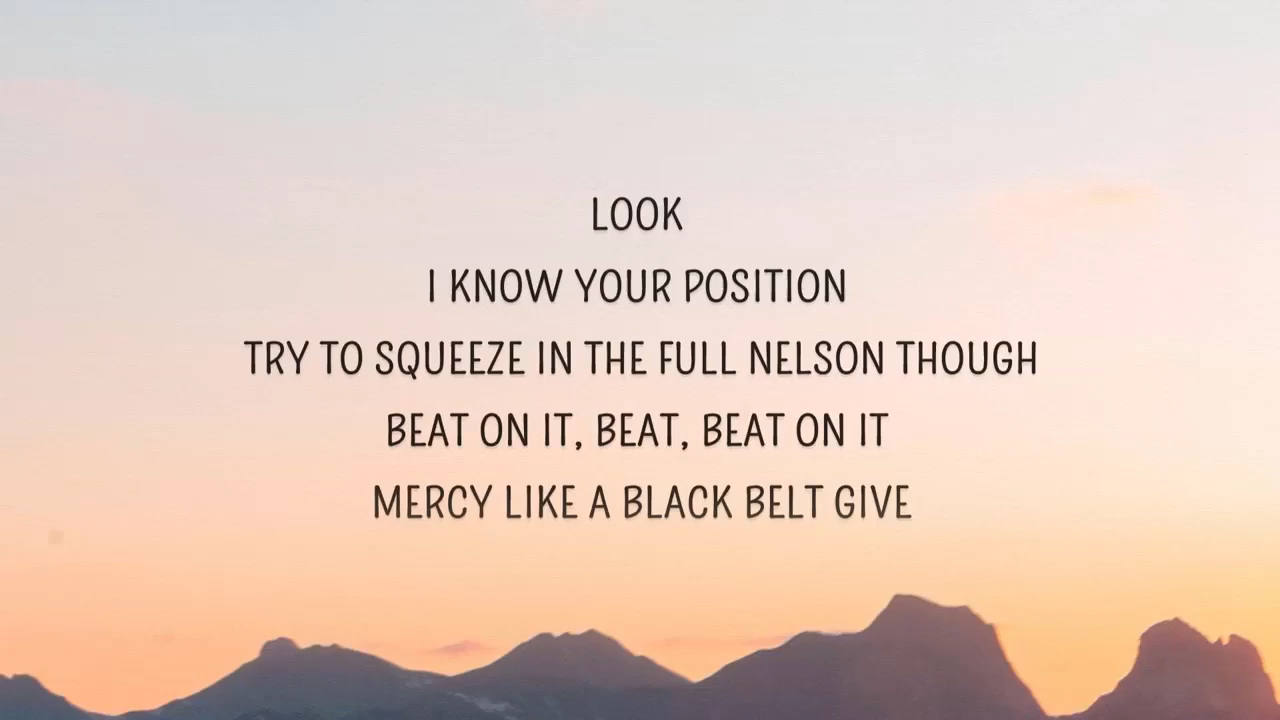 LOOK
I KNOW YOUR POSITION
TRY TO SQUEEZE IN THE FULL NELSON THOUGH
BEAT ON IT, BEAT, BEAT ON IT
MERCY LIKE A BLACK BELT GIVE